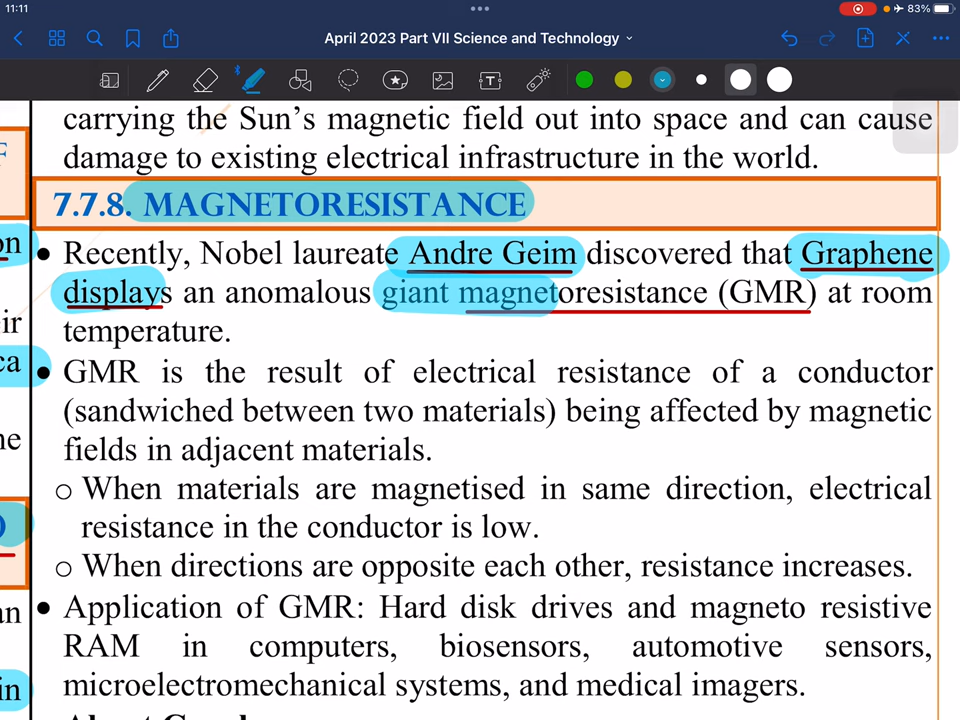 11:11
83%
April 2023 Part VII Science and Technology
carrying the Sun's magnetic field out into space and can cause
damage to existing electrical infrastructure in the world.
7.7.8. MAGNETORESISTANCE
• Recently, Nobel laureate Andre Geim discovered that Graphene
displays an anomalous giant magnetoresistance (GMR) at room
temperature.
• GMR is the result of electrical resistance of a conductor
(sandwiched between two materials) being affected by magnetic
fields in adjacent materials.
o When materials are magnetised in same direction, electrical
resistance in the conductor is low.
o When directions are opposite each other, resistance increases.
• Application of GMR: Hard disk drives and magneto resistive
RAM in computers, biosensors, automotive sensors,
microelectromechanical systems, and medical imagers.